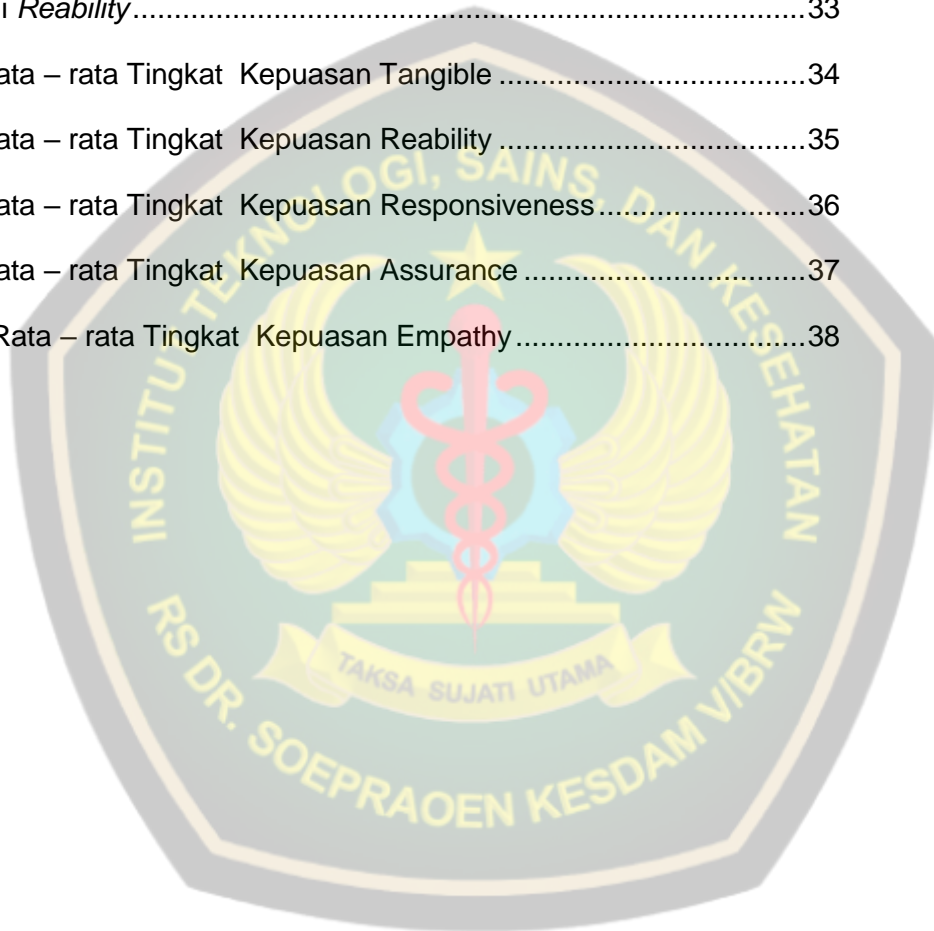 i Reability.......................................................................................33
ata – rata Tingkat  Kepuasan Tangible ......................................34
ata – rata Tingkat  Kepuasan Reability ......................................35
ata – rata Tingkat  Kepuasan Responsiveness.........................36
ata – rata Tingkat  Kepuasan Assurance ..................................37
Rata – rata Tingkat  Kepuasan Empathy ...................................38
INSTITUT TEKNOLOGI, SAINS, DAN KESEHATAN
TAKSA SUJATI UTAMA
RS DR. SOEPRAOEN KESDAM V/BRW